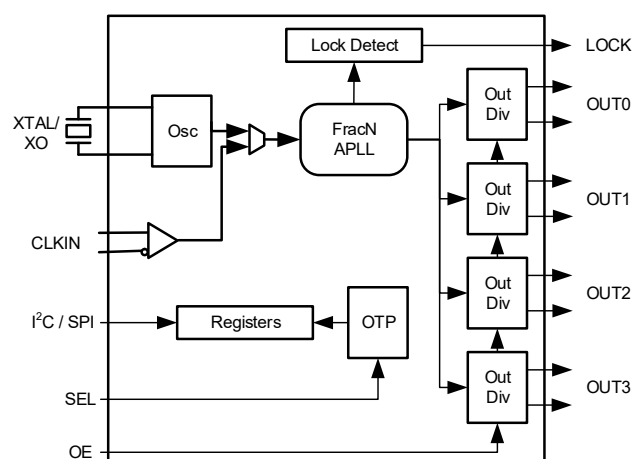 Lock Detect
LOCK
XTAL/
XO
Osc
FracN
APLL
Out
Div
OUT0
Out
Div
OUT1
CLKIN
Out
Div
OUT2
I²C / SPI
Registers
OTP
Out
Div
OUT3
SEL
OE